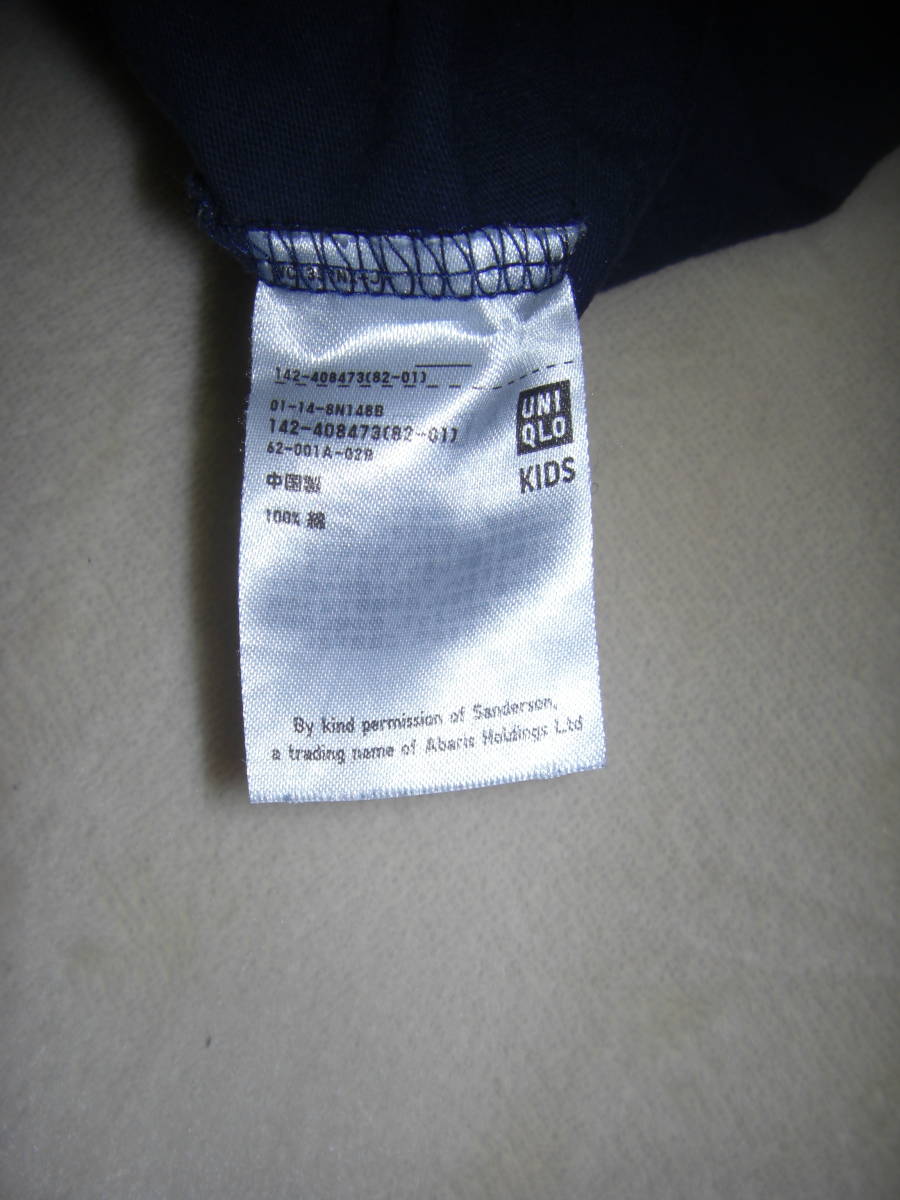 142-408473(82-01)
01-14-8N148B
142-408473(82-01)
62-001A-02B
中国製
100% 綿
UNI
QLO
KIDS
By kind permission of Sanderson,
a trading name of Abaris Holdings Ltd